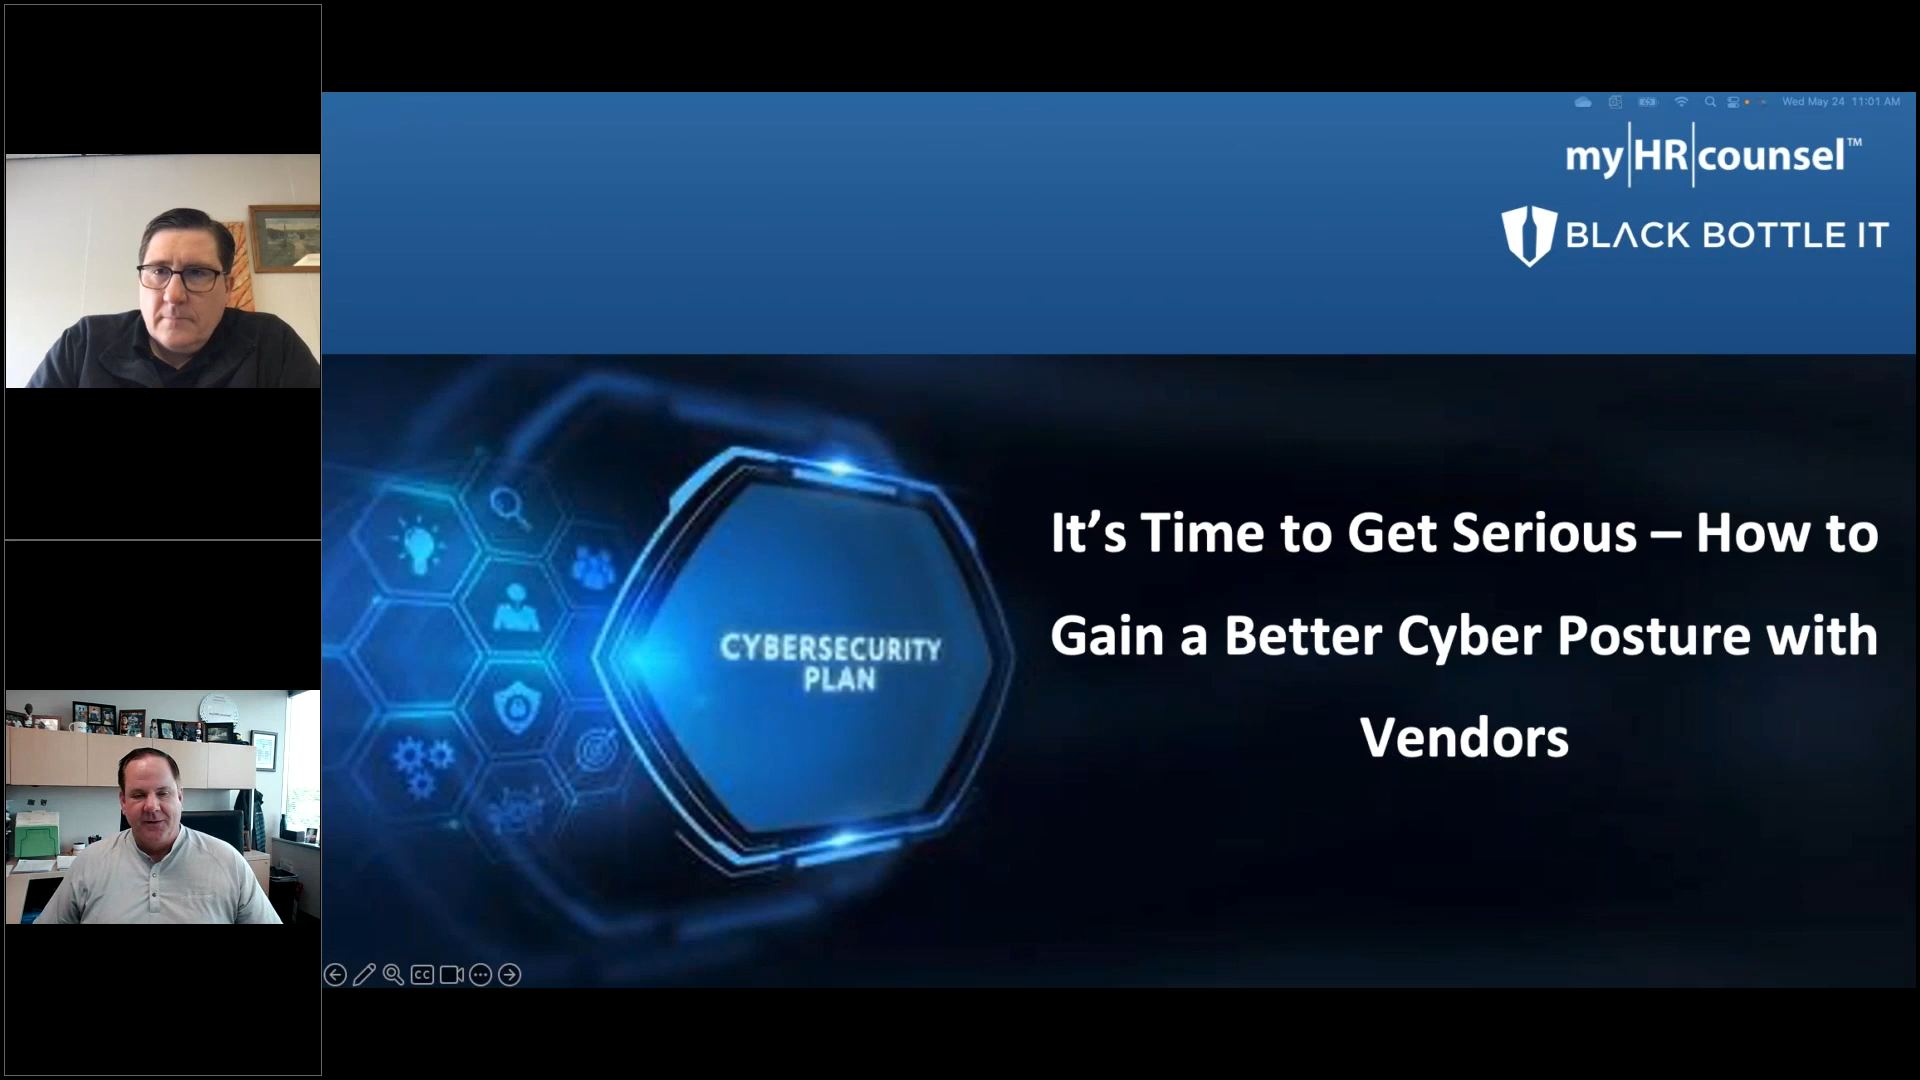 Wed May 24 11:01 AM
my|HR|counsel™
BLACK BOTTLE IT
CYBERSECURITY
PLAN
It’s Time to Get Serious – How to
Gain a Better Cyber Posture with
Vendors
CC